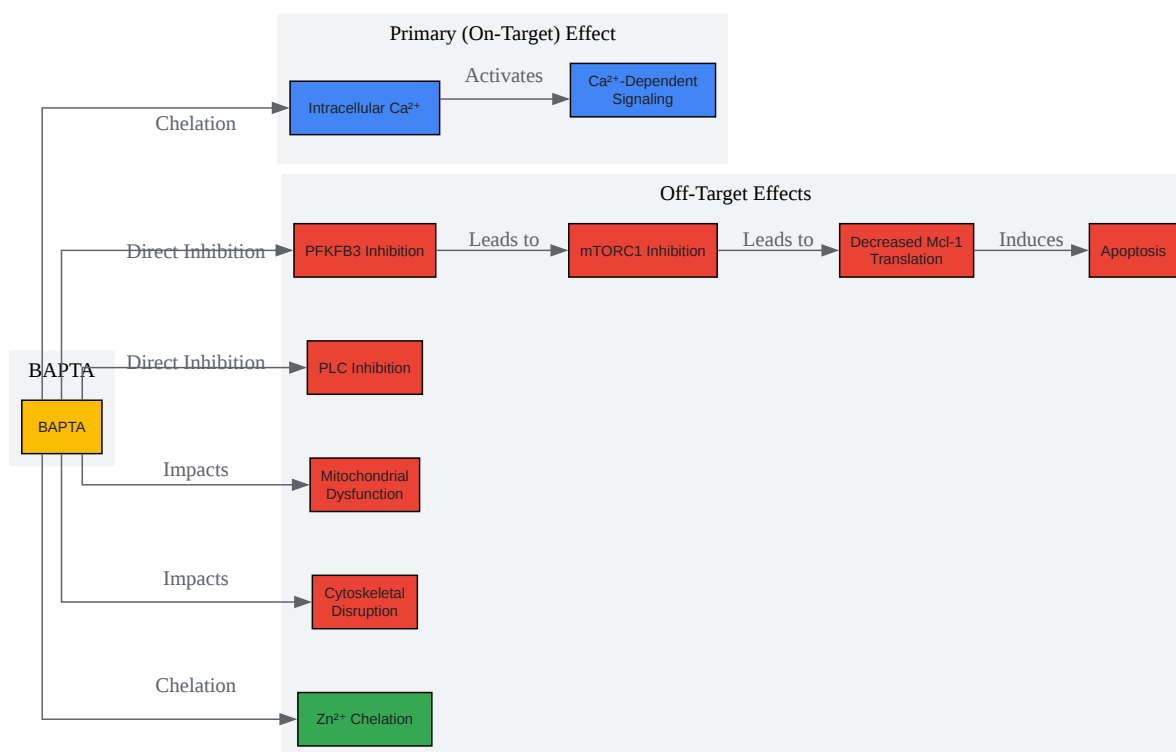 Primary (On-Target) Effect
Activates
Ca²⁺-Dependent
Signaling
Intracellular Ca²⁺
Chelation
Off-Target Effects
Direct Inhibition
PFKFB3 Inhibition
Leads to
mTORC1 Inhibition
Leads to
Decreased Mcl-1
Translation
Induces
Apoptosis
BAPTA
BAPTA
Direct Inhibition
PLC Inhibition
Impacts
Mitochondrial
Dysfunction
Impacts
Cytoskeletal
Disruption
Chelation
Zn²⁺ Chelation